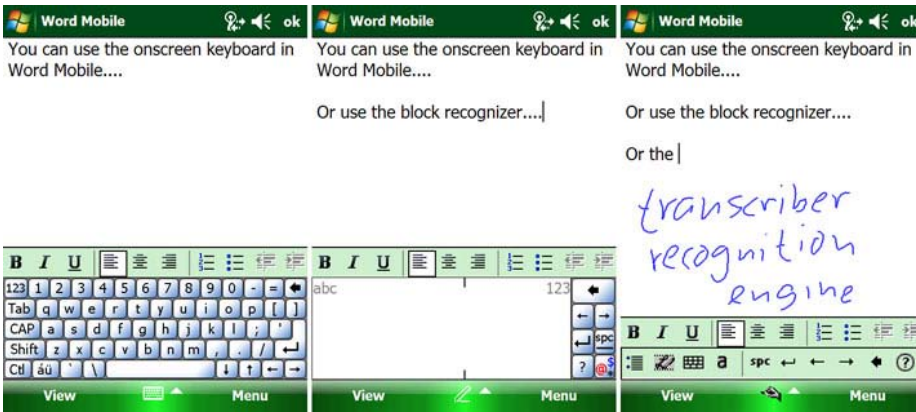 Word Mobile
ok
You can use the onscreen keyboard in
Word Mobile....
B I U
123 1 2 3 4 5 6 7 8 9 0 - =
Tab q w e r t y u i o p [ ]
CAP a s d f g h j k l ; '
Shift z x c v b n m , . /
Ctl áü ` \
View
Menu
Word Mobile
ok
You can use the onscreen keyboard in
Word Mobile....
Or use the block recognizer....
B I U
abc
123
spc
? @
View
Menu
Word Mobile
ok
You can use the onscreen keyboard in
Word Mobile....
Or use the block recognizer....
Or the
transcriber
recognition
engine
B I U
a spc ?
View
Menu